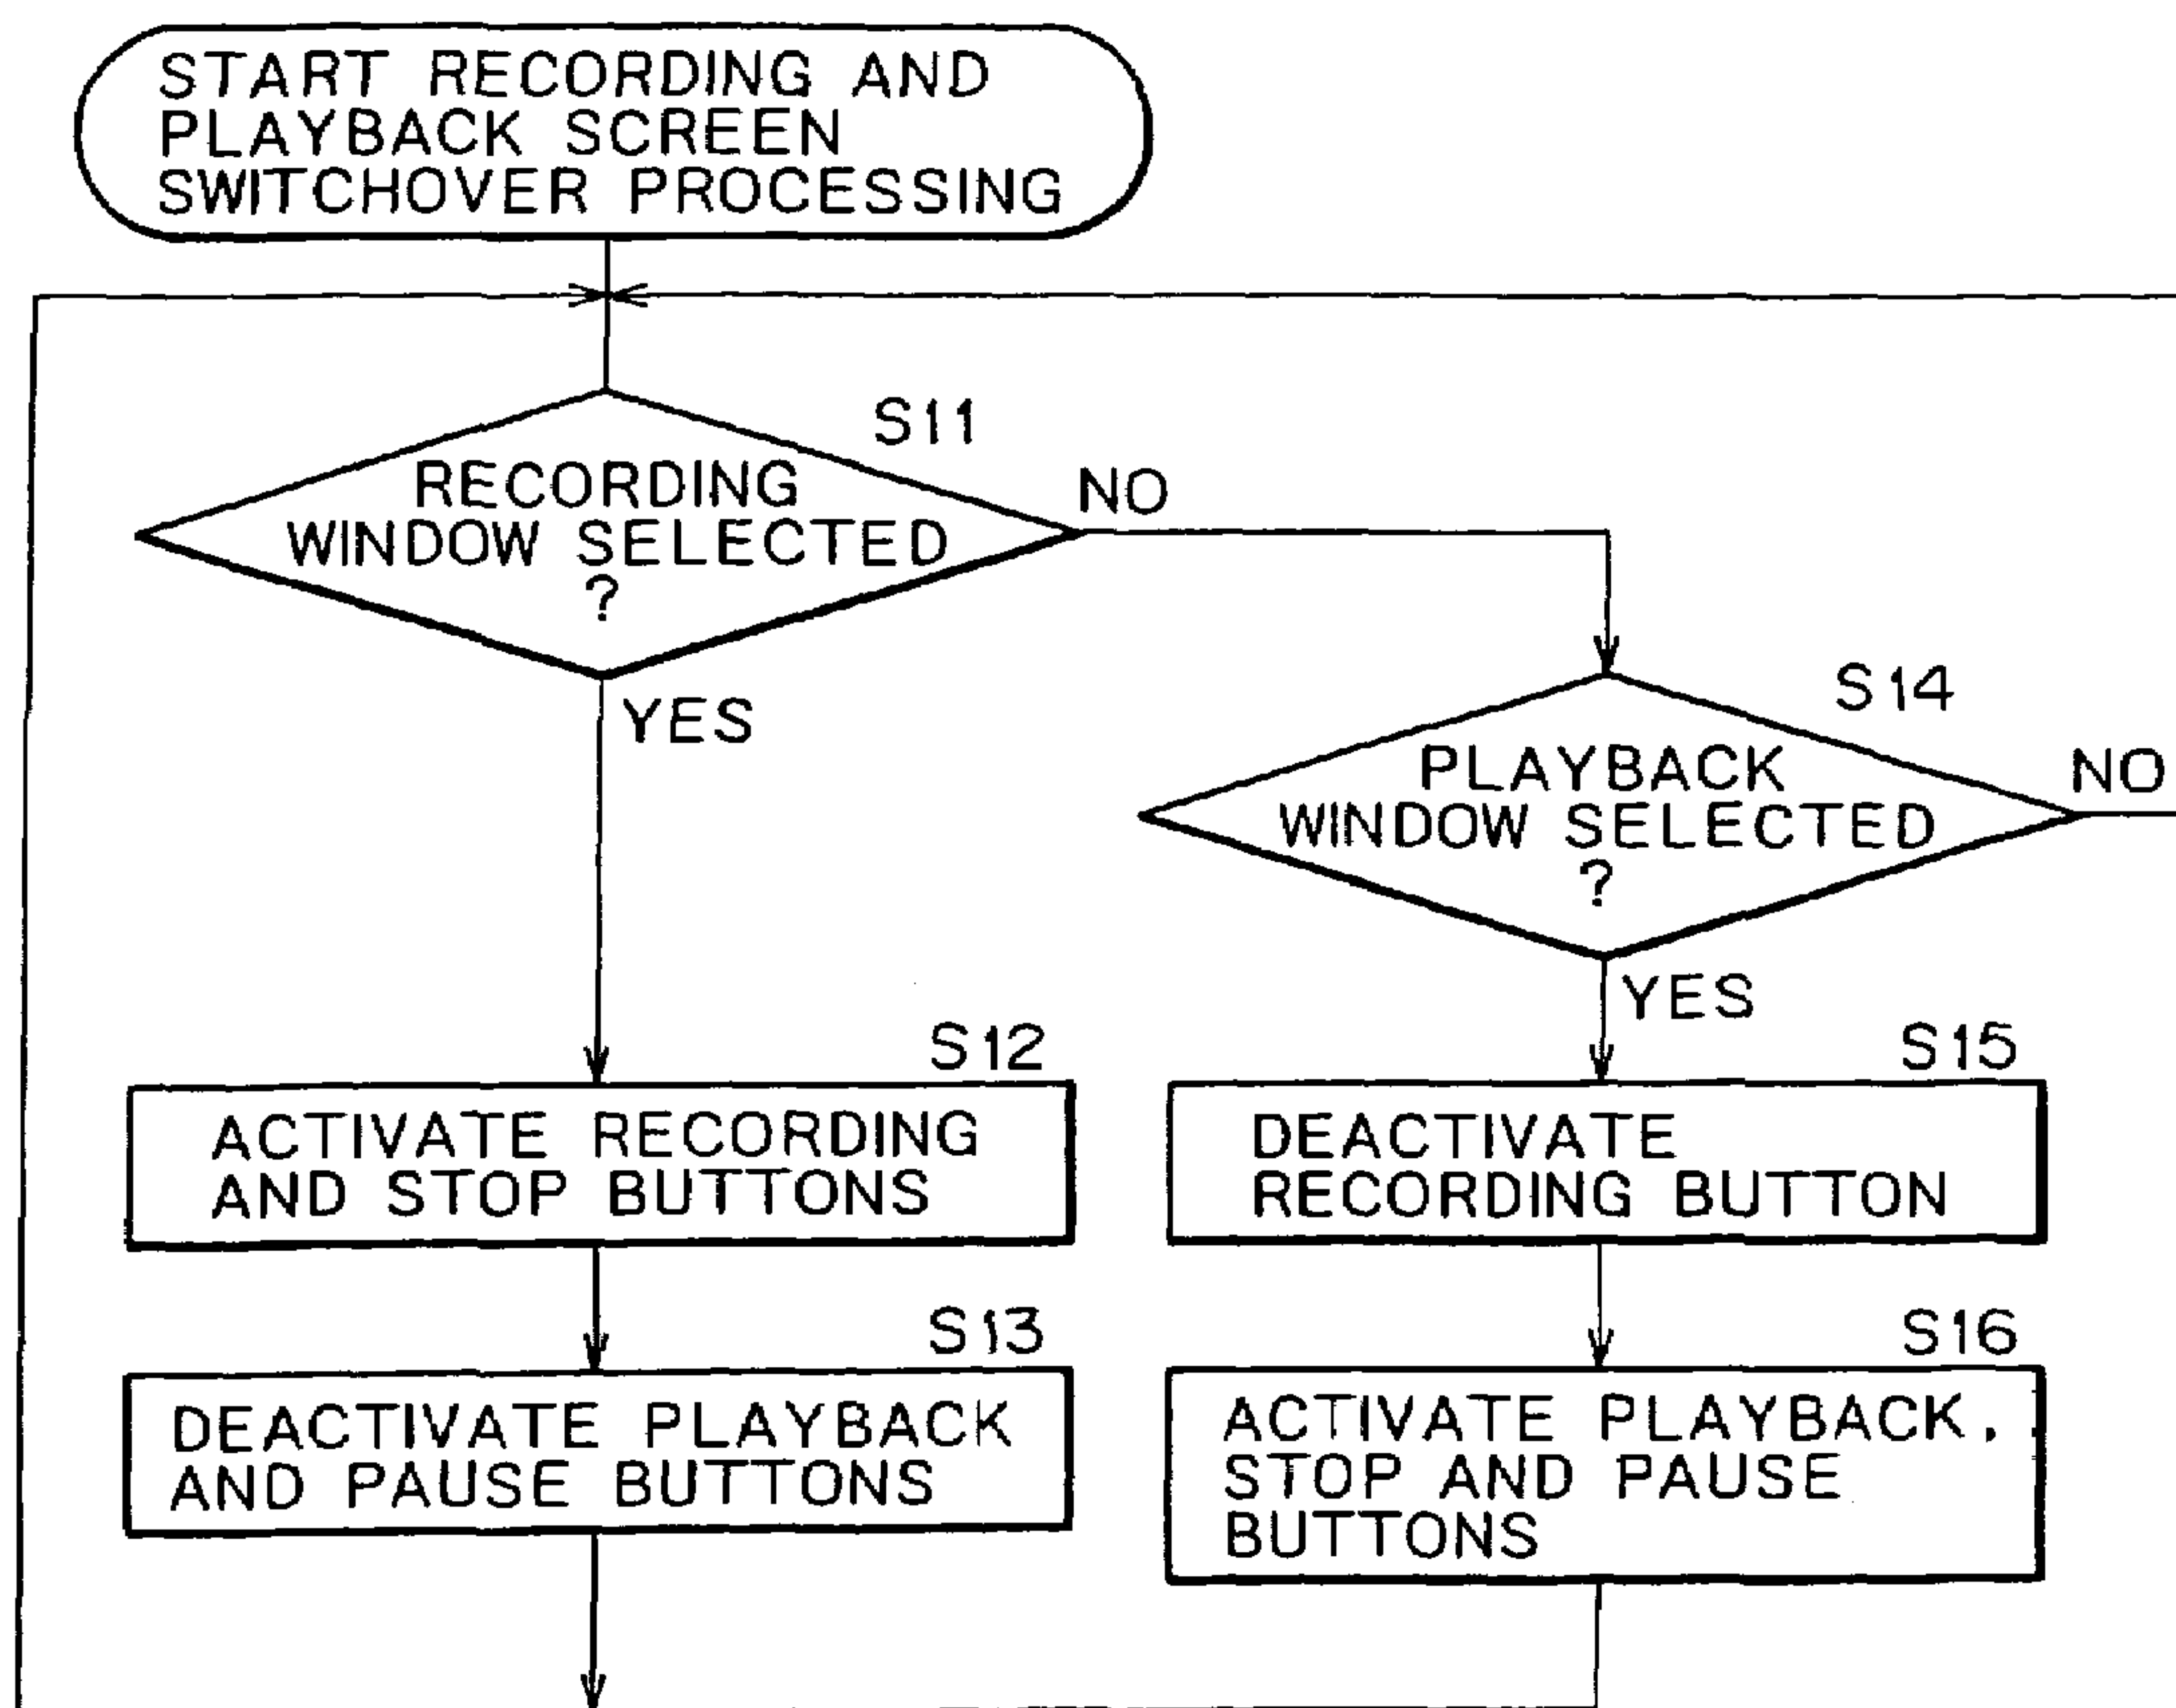 START RECORDING AND
PLAYBACK SCREEN
SWITCHOVER PROCESSING
S11
RECORDING
WINDOW SELECTED
?
NO
YES
S14
PLAYBACK
WINDOW SELECTED
?
NO
YES
S12
ACTIVATE RECORDING
AND STOP BUTTONS
S15
DEACTIVATE
RECORDING BUTTON
S13
DEACTIVATE PLAYBACK
AND PAUSE BUTTONS
S16
ACTIVATE PLAYBACK,
STOP AND PAUSE
BUTTONS